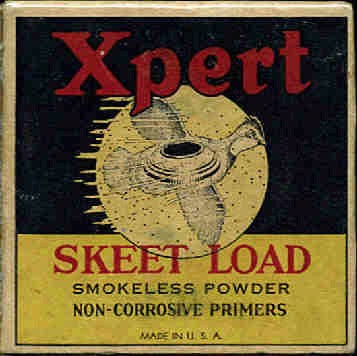 Xpert
SKEET LOAD
SMOKELESS POWDER
NON-CORROSIVE PRIMERS
MADE IN U. S. A.